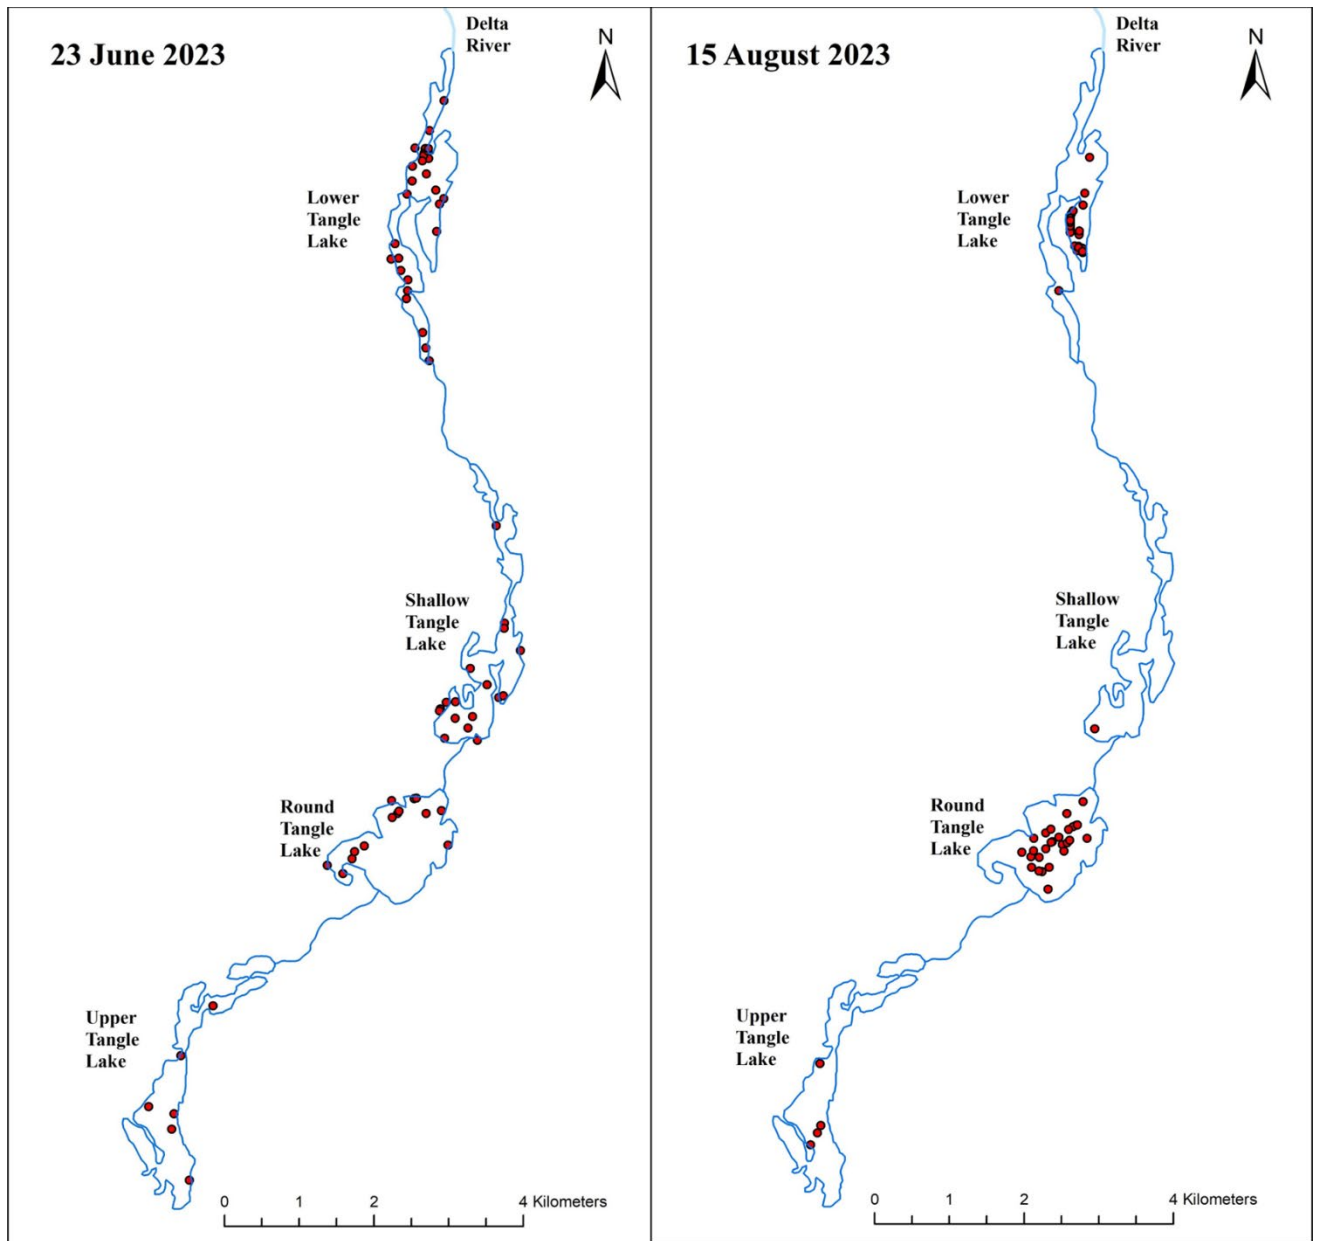 23 June 2023
Delta
River
N
Lower
Tangle
Lake
Shallow
Tangle
Lake
Round
Tangle
Lake
Upper
Tangle
Lake
0 1 2 4 Kilometers
15 August 2023
Delta
River
N
Lower
Tangle
Lake
Shallow
Tangle
Lake
Round
Tangle
Lake
Upper
Tangle
Lake
0 1 2 4 Kilometers